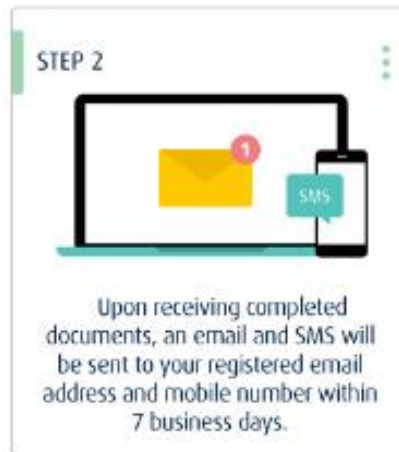 STEP 2
1
SMS
Upon receiving completed
documents, an email and SMS will
be sent to your registered email
address and mobile number within
7 business days.